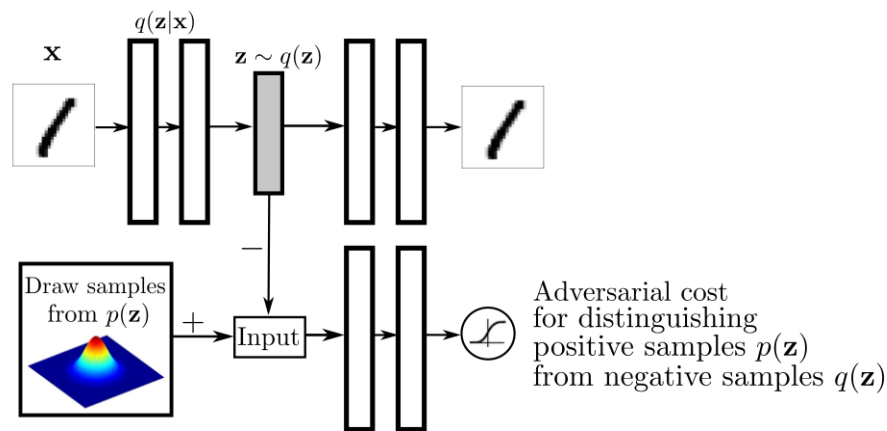 q(z|x)
x
z ∼ q(z)
−
Draw samples
from p(z)
+
Input
Adversarial cost
for distinguishing
positive samples p(z)
from negative samples q(z)